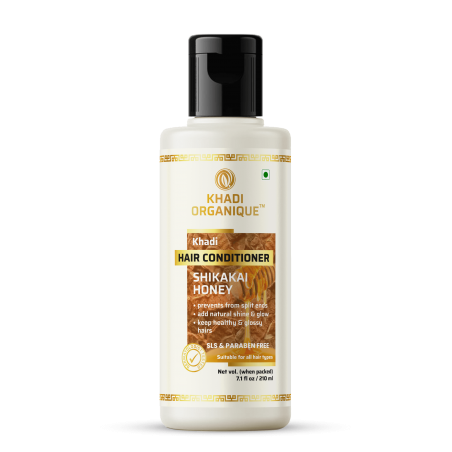 KHADI
ORGANIQUE™
Khadi
HAIR CONDITIONER
SHIKAKAI
HONEY
• prevents from split ends
• add natural shine & glow
• keep healthy & glossy
hairs
SLS & PARABEN FREE
Suitable for all hair types
Net vol. (when packed)
7.1 fl oz / 210 ml